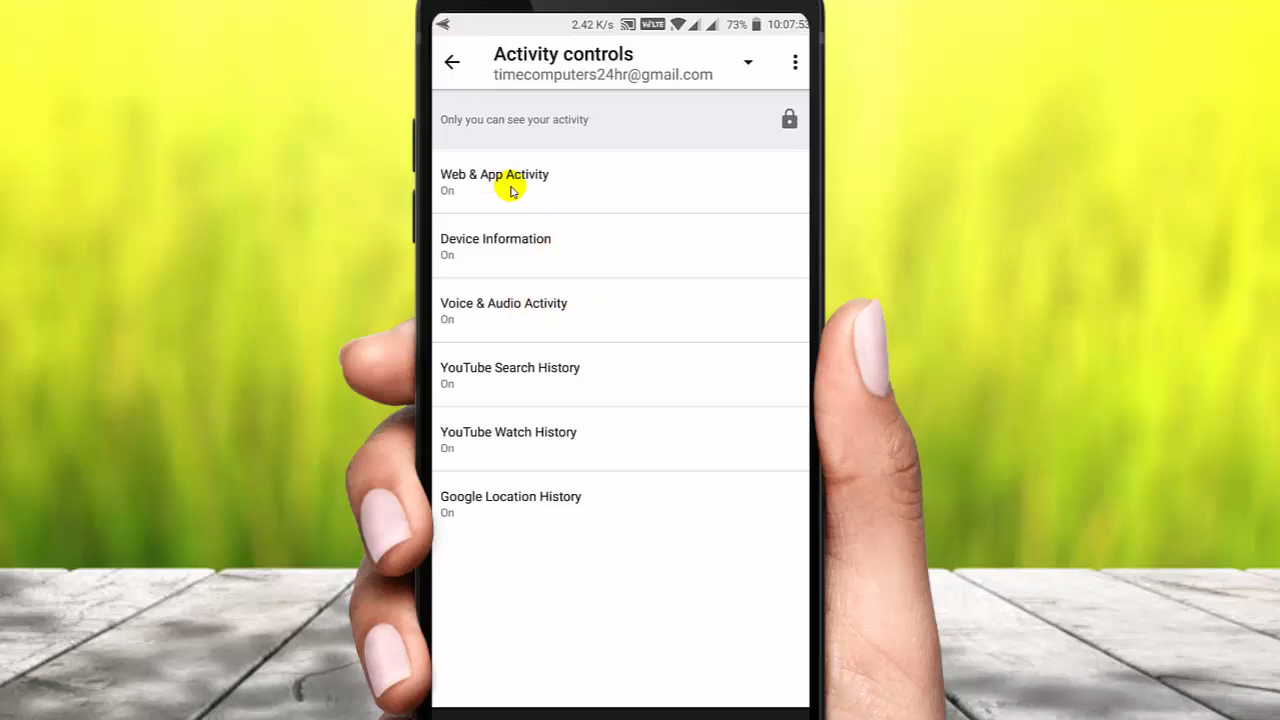 2.42 K/s VoLTE 73% 10:07:53
Activity controls
timecomputers24hr@gmail.com
Only you can see your activity
Web & App Activity
On
Device Information
On
Voice & Audio Activity
On
YouTube Search History
On
YouTube Watch History
On
Google Location History
On